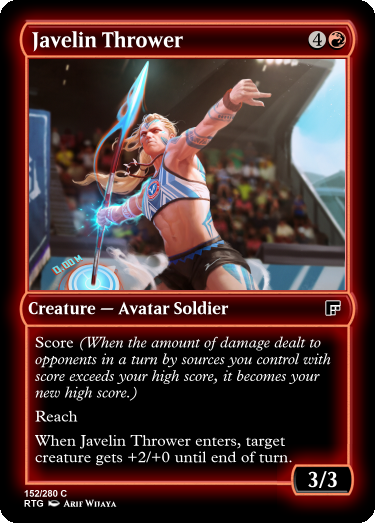 Javelin Thrower 4
0.00M
Creature — Avatar Soldier
Score (When the amount of damage dealt to
opponents in a turn by sources you control with
score exceeds your high score, it becomes your
new high score.)
Reach
When Javelin Thrower enters, target
creature gets +2/+0 until end of turn.
3/3
152/280 C
RTG Arif Wijaya